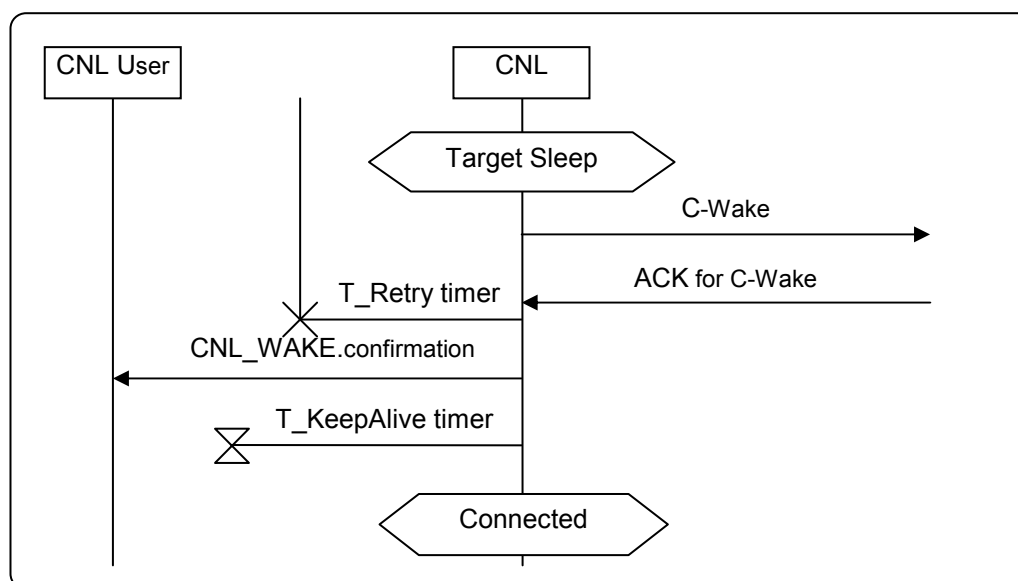 CNL User
CNL
Target Sleep
C-Wake
ACK for C-Wake
T_Retry timer
CNL_WAKE.confirmation
T_KeepAlive timer
Connected